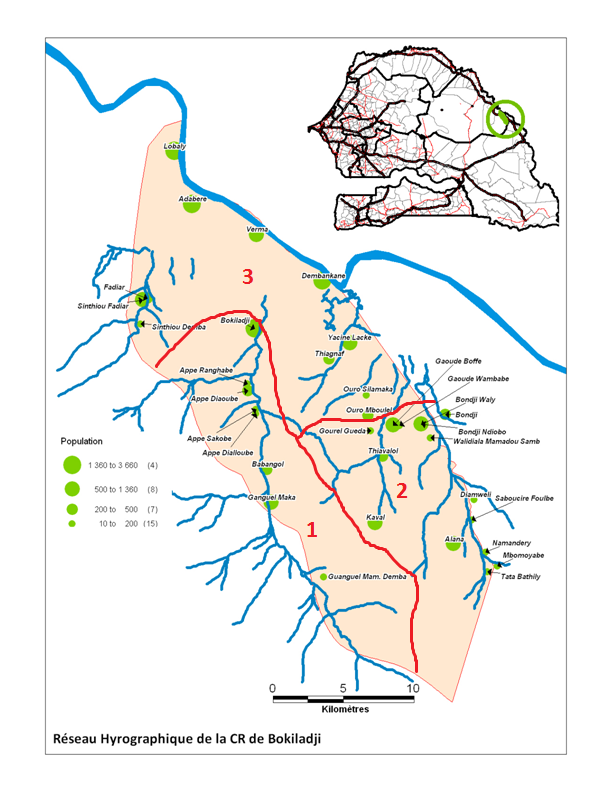 Lobaly
Adabere
Verma
3
Dembankane
Fadiar
Sinthiou Fadiar
Sinthiou Demba
Bokiladji
Yacine Lacke
Thiagnaf
Gaoude Boffe
Gaoude Wambabe
Appe Ranghabe
Appe Diaoube
Ouro Silamaka
Bondji Waly
Ouro Mboulel
Bondji
Gourel Gueda
Bondji Ndiobo
Walidiala Mamadou Samb
Appe Sakobe
Appe Dialloube
Thiavalol
Population
1 360 to 3 660 (4)
500 to 1 360 (8)
200 to 500 (7)
10 to 200 (15)
Babangol
2
Ganguel Maka
Diamweli
Saboucire Foulbe
1
Kaval
Alana
Namandery
Mbomoyabe
Tata Bathily
Guanguel Mam. Demba
0 5 10
Kilométres
Réseau Hyrographique de la CR de Bokiladji